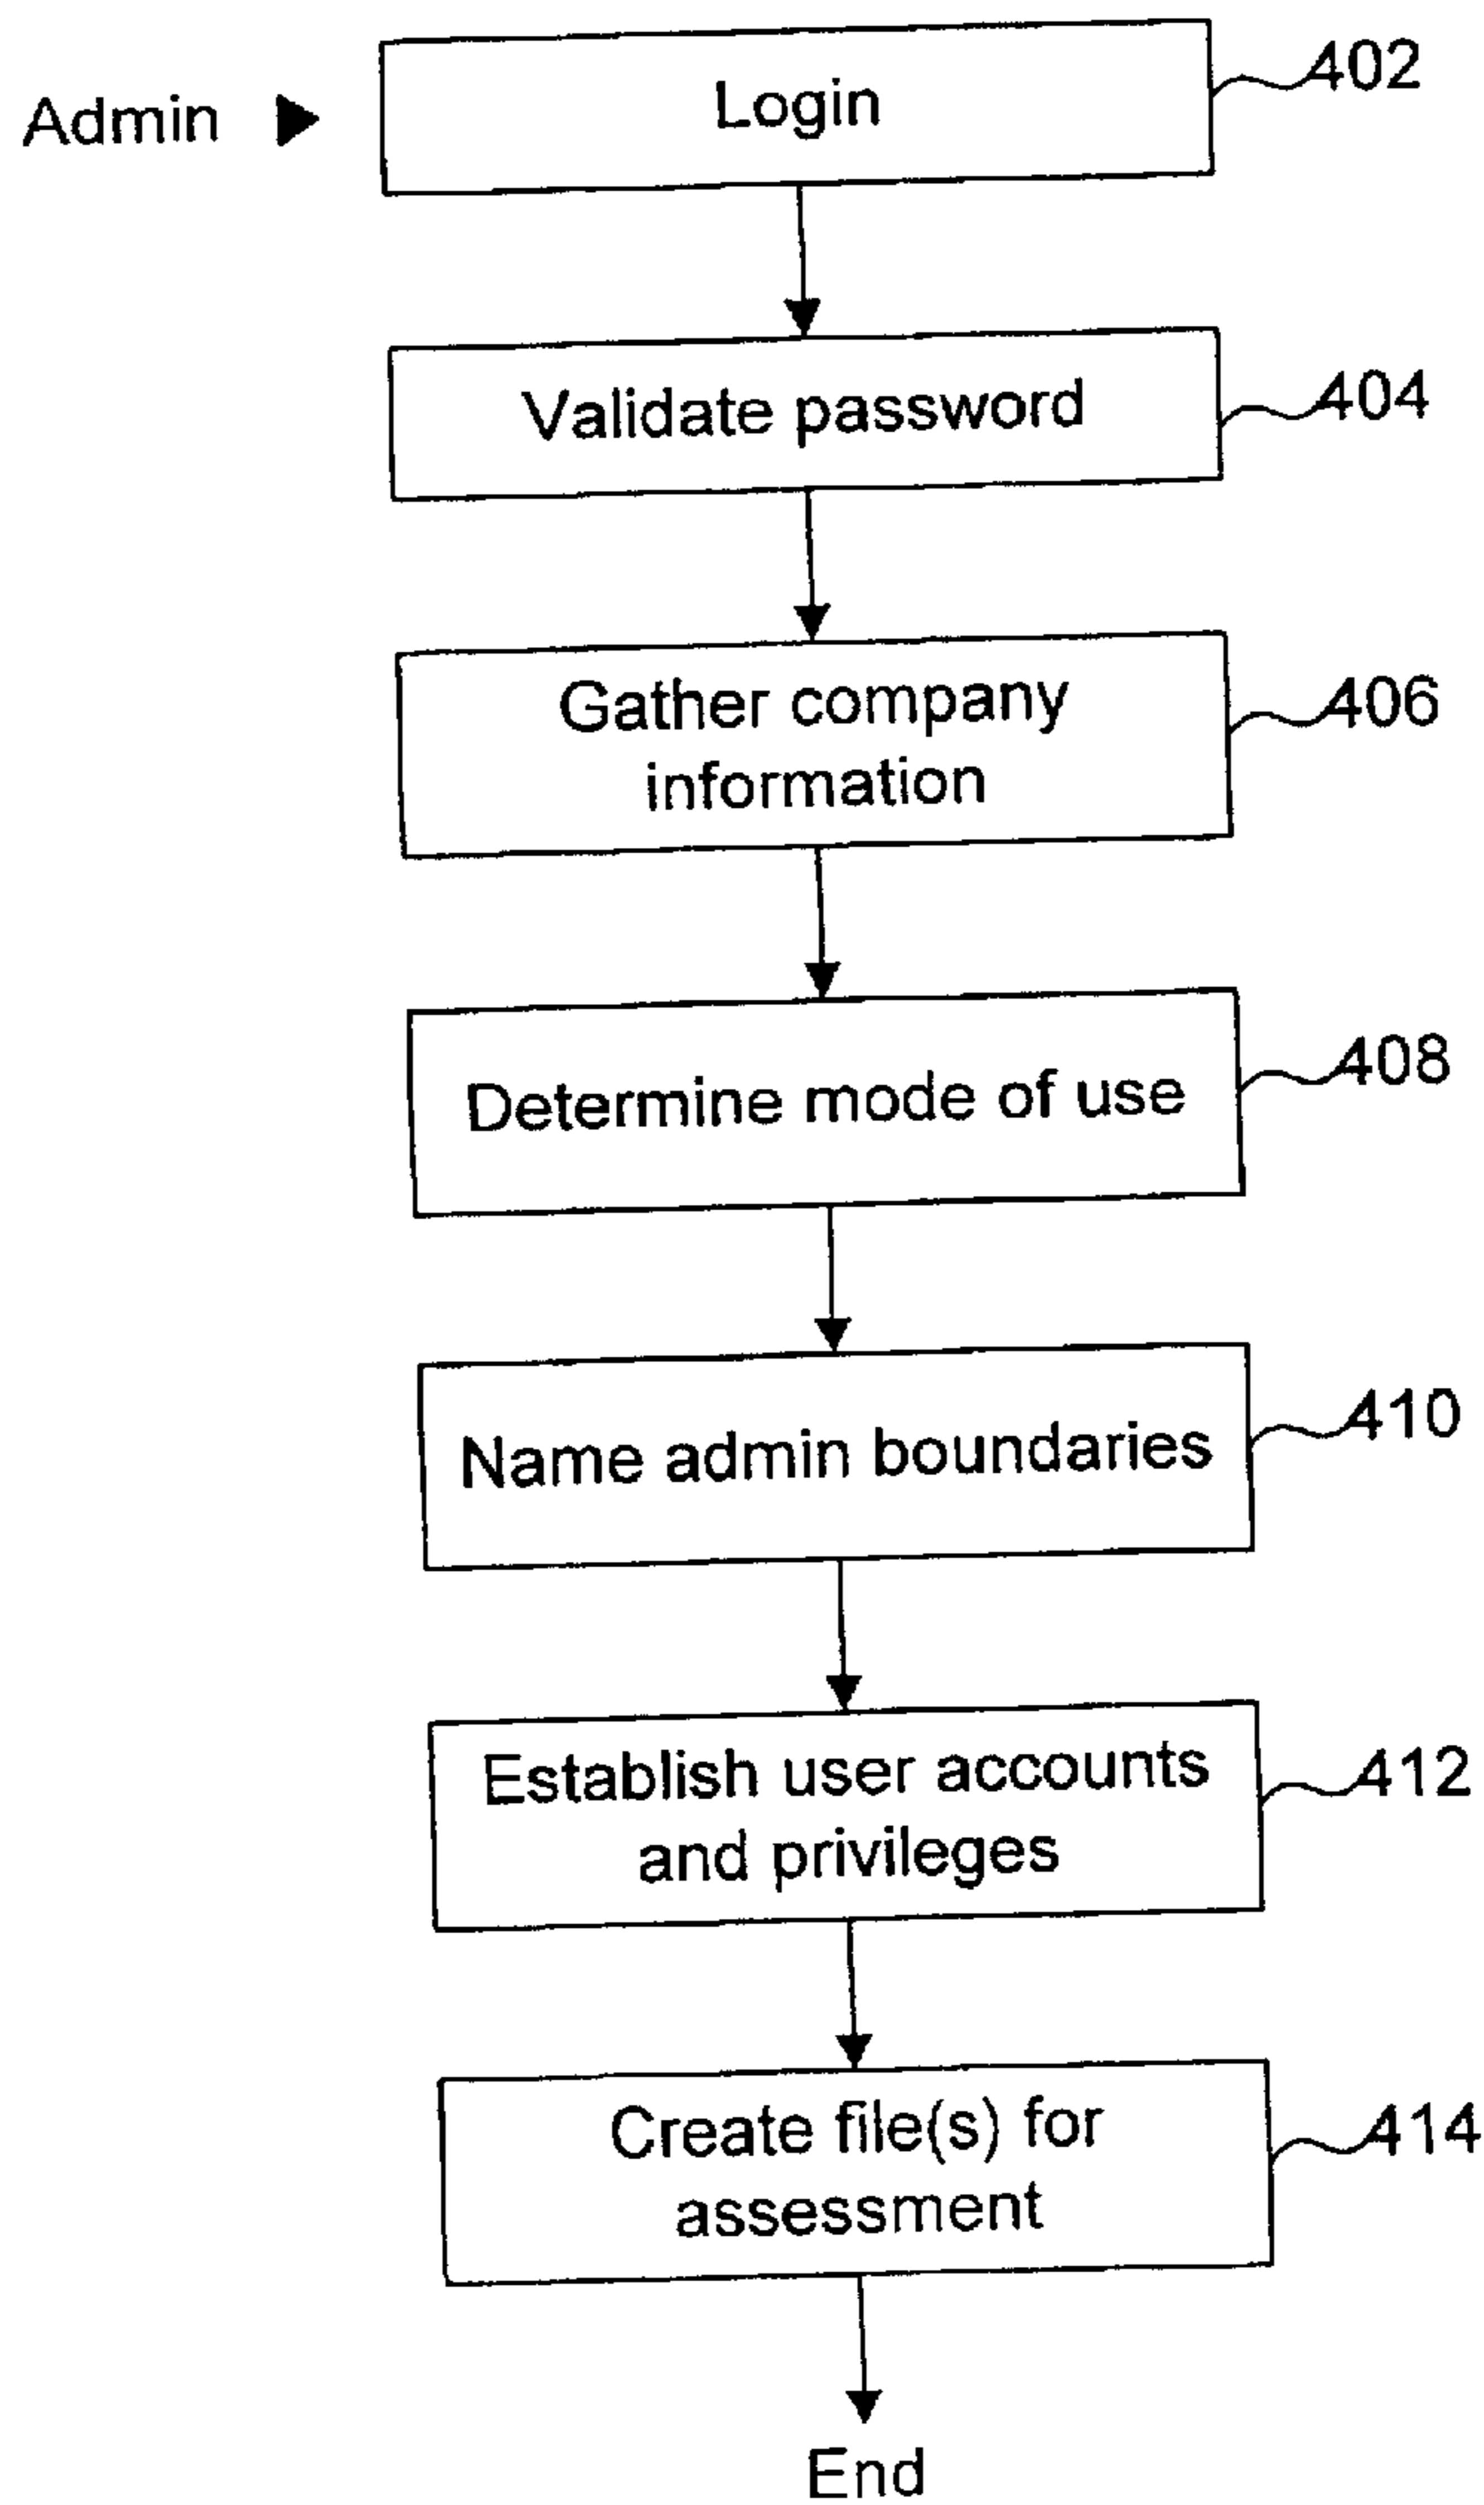 Admin
Login
402
Validate password
404
Gather company
information
406
Determine mode of use
408
Name admin boundaries
410
Establish user accounts
and privileges
412
Create file(s) for
assessment
414
End